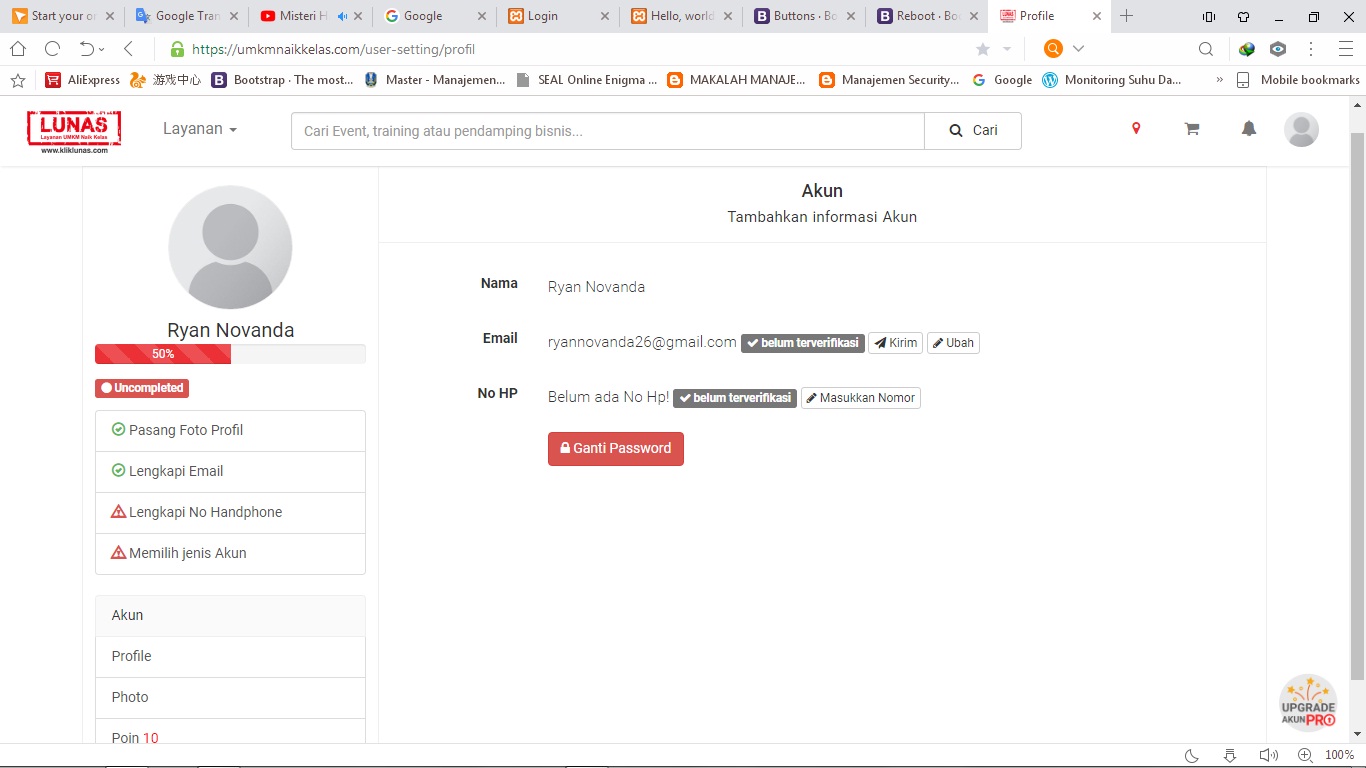 Start your or
Google Tran
Misteri H
Google
Login
Hello, world
Buttons · Bo
Reboot · Boo
Profile
https://umkmnaikkelas.com/user-setting/profil
AliExpress
游戏中心
Bootstrap · The most...
Master - Manajemen...
SEAL Online Enigma ...
MAKALAH MANAJE...
Manajemen Security...
Google
Monitoring Suhu Da...
»
Mobile bookmarks
LUNAS
Layanan UMKM Naik Kelas
www.kliklunas.com
Layanan
Cari Event, training atau pendamping bisnis...
Cari
Ryan Novanda
50%
Uncompleted
Pasang Foto Profil
Lengkapi Email
Lengkapi No Handphone
Memilih jenis Akun
Akun
Profile
Photo
Poin 10
Akun
Tambahkan informasi Akun
Nama Ryan Novanda
Email ryannovanda26@gmail.com belum terverifikasi Kirim Ubah
No HP Belum ada No Hp! belum terverifikasi Masukkan Nomor
Ganti Password
UPGRADE
AKUN PRO
100%